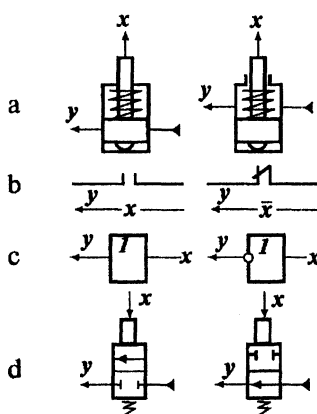 x x
a y y
b
y x y x̄
c y 1 x y 1 x
x x
d y y